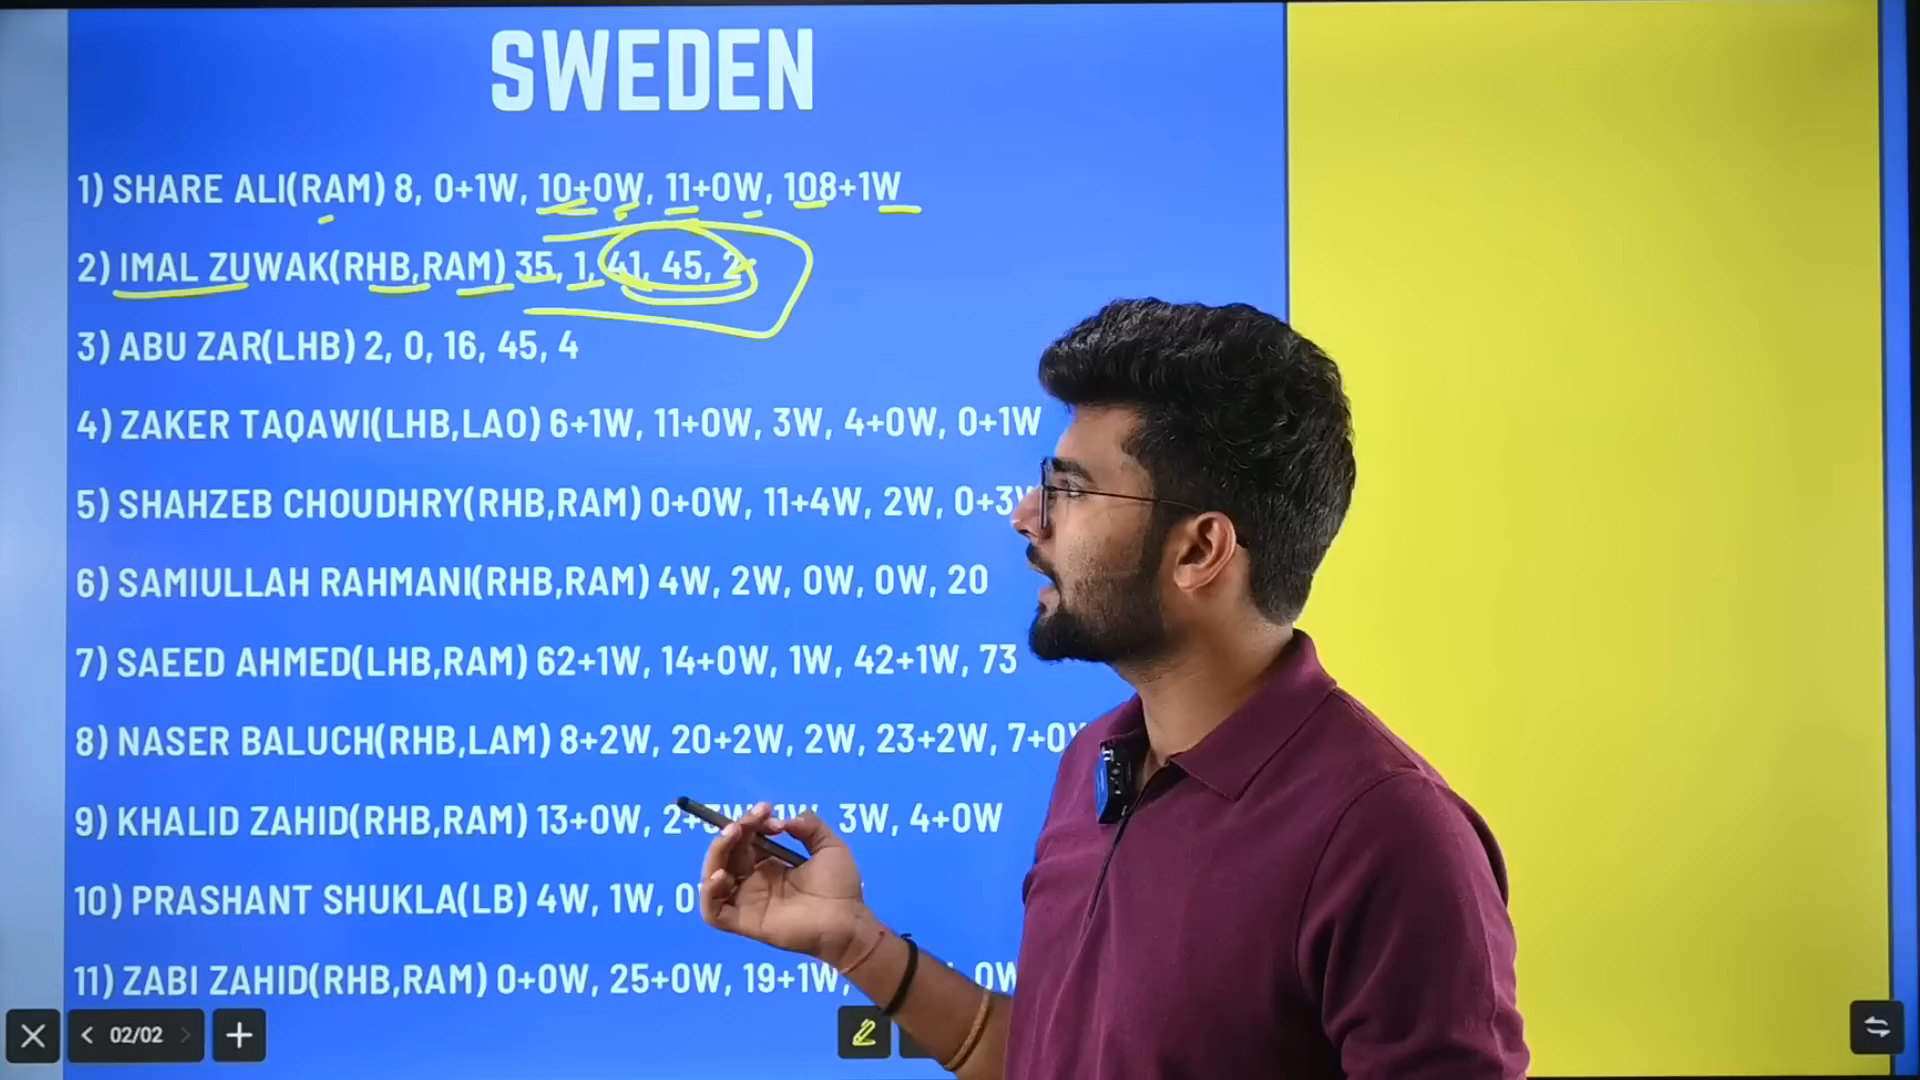 SWEDEN
1) SHARE ALI(RAM) 8, 0+1W, 10+0W, 11+0W, 108+1W
2) IMAL ZUWAK(RHB,RAM) 35, 1, 41, 45, 2
3) ABU ZAR(LHB) 2, 0, 16, 45, 4
4) ZAKER TAQAWI(LHB,LAO) 6+1W, 11+0W, 3W, 4+0W, 0+1W
5) SHAHZEB CHOUDHRY(RHB,RAM) 0+0W, 11+4W, 2W, 0+3W
6) SAMIULLAH RAHMANI(RHB,RAM) 4W, 2W, 0W, 0W, 20
7) SAEED AHMED(LHB,RAM) 62+1W, 14+0W, 1W, 42+1W, 73
8) NASER BALUCH(RHB,LAM) 8+2W, 20+2W, 2W, 23+2W, 7+0W
9) KHALID ZAHID(RHB,RAM) 13+0W, 2+3W, 1W, 3W, 4+0W
10) PRASHANT SHUKLA(LB) 4W, 1W,
11) ZABI ZAHID(RHB,RAM) 0+0W, 25+0W, 19+1W, 0W
02/02